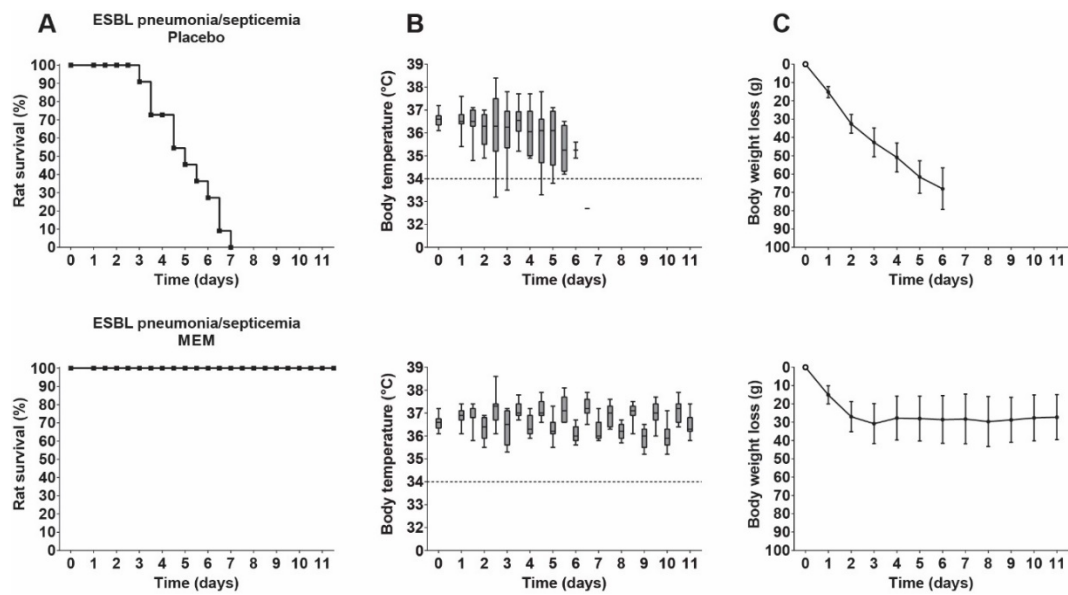 A
ESBL pneumonia/septicemia
Placebo
Rat survival (%)
100
90
80
70
60
50
40
30
20
10
0
0 1 2 3 4 5 6 7 8 9 10 11
Time (days)
B
Body temperature (°C)
39
38
37
36
35
34
33
32
0
0 1 2 3 4 5 6 7 8 9 10 11
Time (days)
C
Body weight loss (g)
0
10
20
30
40
50
60
70
80
90
100
0 1 2 3 4 5 6 7 8 9 10 11
Time (days)
ESBL pneumonia/septicemia
MEM
Rat survival (%)
100
90
80
70
60
50
40
30
20
10
0
0 1 2 3 4 5 6 7 8 9 10 11
Time (days)
Body temperature (°C)
39
38
37
36
34
33
32
0
0 1 2 3 4 5 6 7 8 9 10 11
Time (days)
Body weight loss (g)
0
10
20
30
40
50
60
70
80
90
100
0 1 2 3 4 5 6 7 8 9 10 11
Time (days)